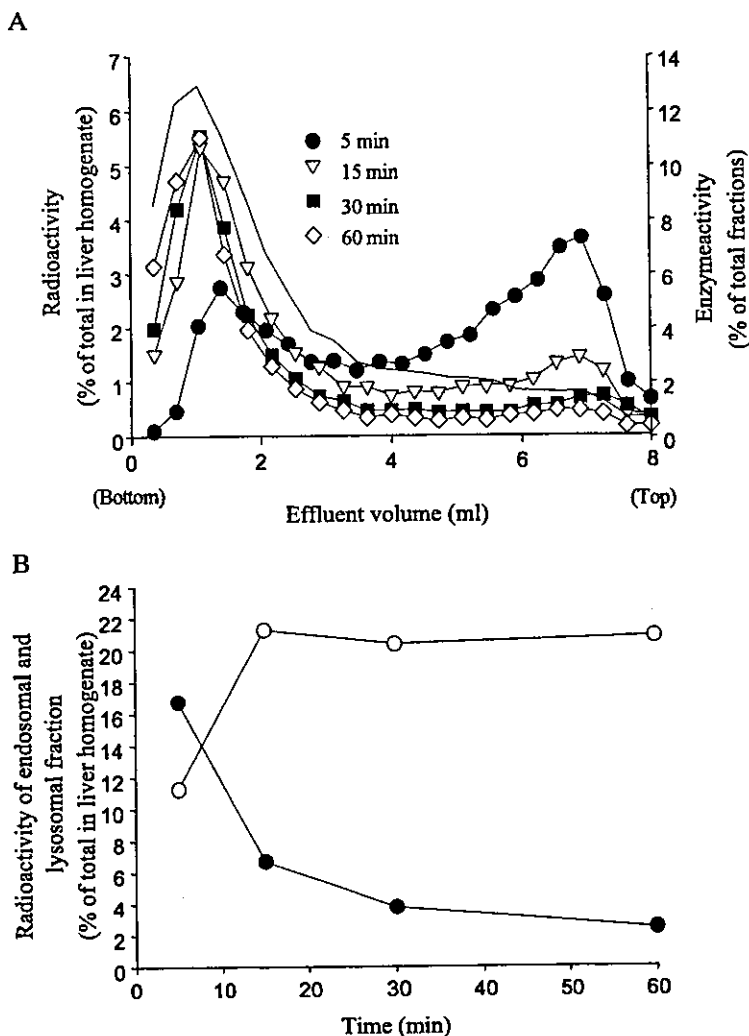 A
Radioactivity
(% of total in liver homogenate)
7
6
5
4
3
2
1
0
5 min
15 min
30 min
60 min
14
12
10
8
6
4
2
0
Enzymeactivity
(% of total fractions)
0
2
4
6
8
(Bottom)
Effluent volume (ml)
(Top)
B
Radioactivity of endosomal and
lysosomal fraction
(% of total in liver homogenate)
24
22
20
18
16
14
12
10
8
6
4
2
0
0
10
20
30
40
50
60
Time (min)